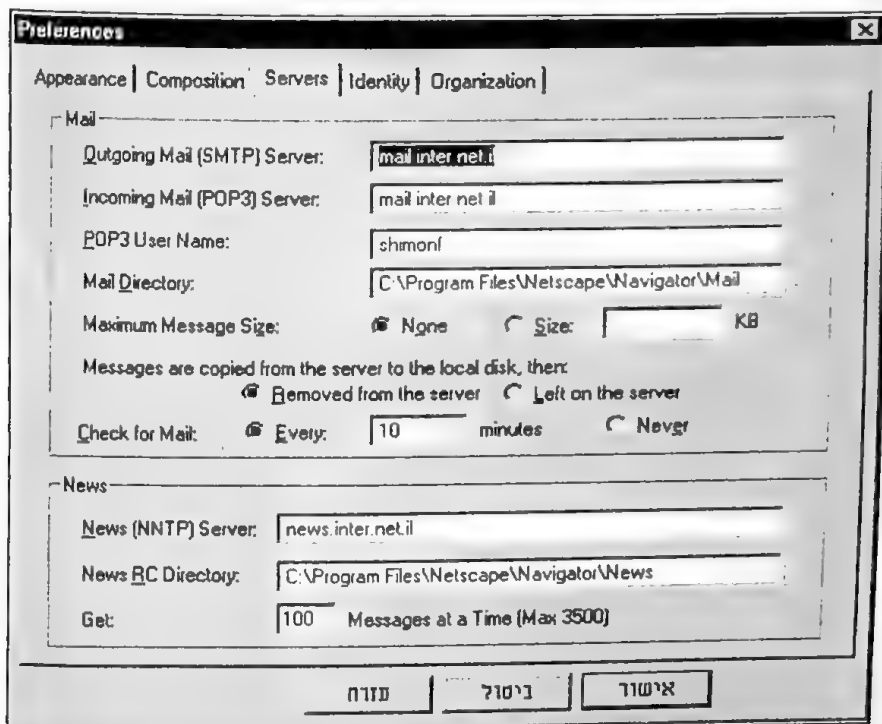 Preferences
Appearance Composition Servers Identity Organization
Mail
Outgoing Mail (SMTP) Server: mail inter net.il
Incoming Mail (POP3) Server: mail inter net il
POP3 User Name: shimonf
Mail Directory: C:\Program Files\Netscape\Navigator\Mail
Maximum Message Size: None Size: KB
Messages are copied from the server to the local disk, then:
Removed from the server Left on the server
Check for Mail: Every: 10 minutes Never
News
News (NNTP) Server: news.inter.net.il
News RC Directory: C:\Program Files\Netscape\Navigator\News
Get: 100 Messages at a Time (Max 3500)
אישור ביטול עזרה